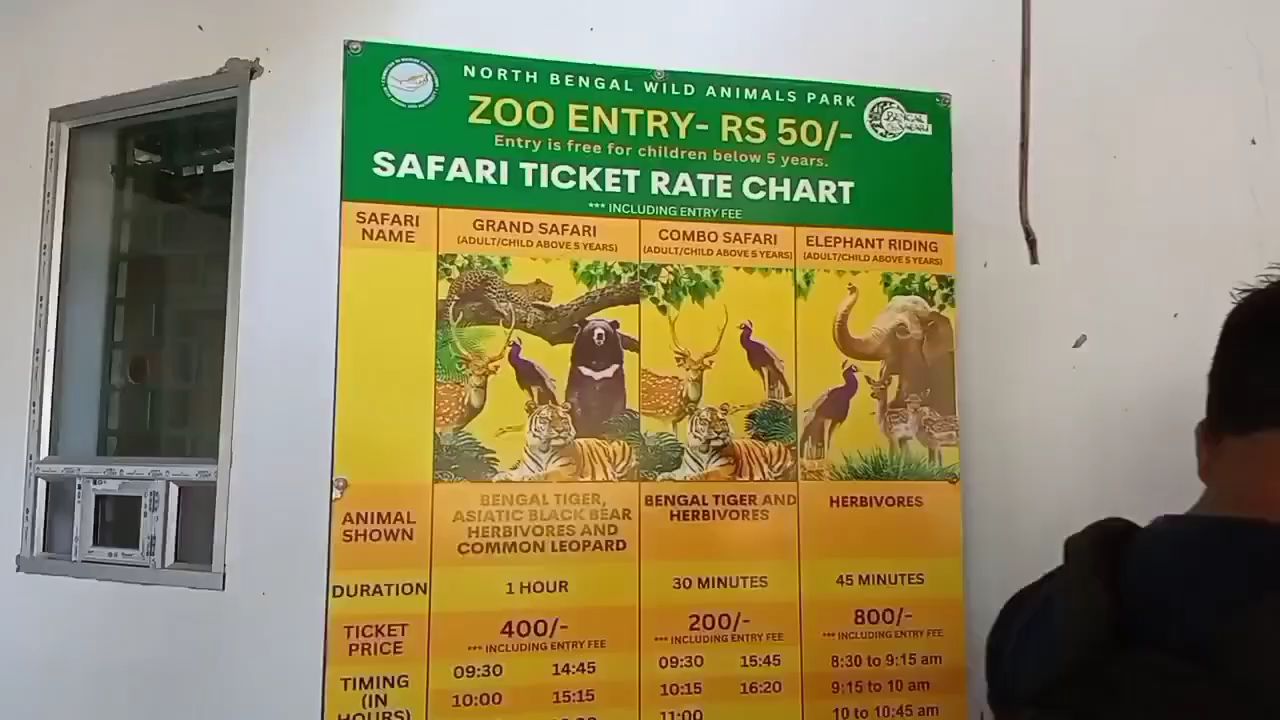 NORTH BENGAL WILD ANIMALS PARK
ZOO ENTRY- RS 50/-
Entry is free for children below 5 years.
BENGAL
SAFARI
SAFARI TICKET RATE CHART
*** INCLUDING ENTRY FEE
SAFARI NAME
GRAND SAFARI
(ADULT/CHILD ABOVE 5 YEARS)
COMBO SAFARI
(ADULT/CHILD ABOVE 5 YEARS)
ELEPHANT RIDING
(ADULT/CHILD ABOVE 5 YEARS)
ANIMAL SHOWN
BENGAL TIGER,
ASIATIC BLACK BEAR
HERBIVORES AND
COMMON LEOPARD
BENGAL TIGER AND
HERBIVORES
HERBIVORES
DURATION
1 HOUR
30 MINUTES
45 MINUTES
TICKET PRICE
400/-
*** INCLUDING ENTRY FEE
200/-
*** INCLUDING ENTRY FEE
800/-
*** INCLUDING ENTRY FEE
TIMING
(IN
HOURS)
09:30 14:45
10:00 15:15
09:30 15:45
10:15 16:20
11:00
8:30 to 9:15 am
9:15 to 10 am
10 to 10:45 am